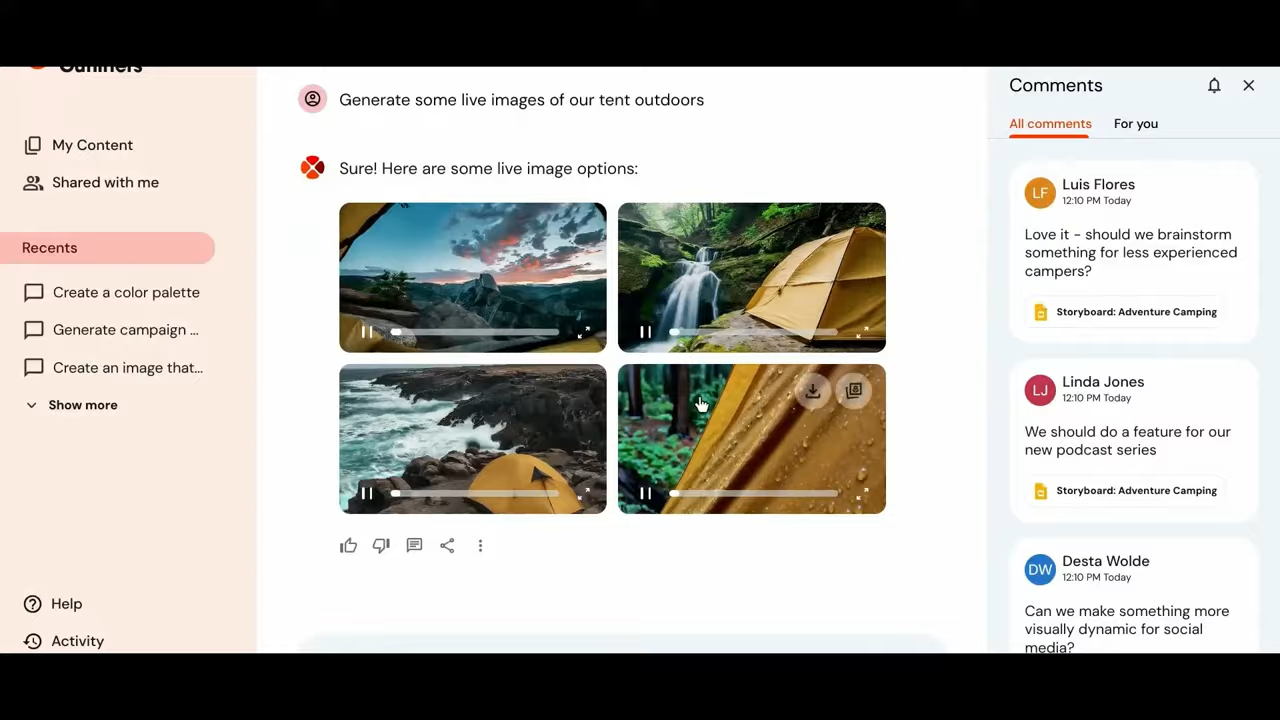 My Content
Shared with me
Recents
Create a color palette
Generate campaign ...
Create an image that...
Show more
Help
Activity
Generate some live images of our tent outdoors
Sure! Here are some live image options:
Comments
All comments
For you
LF
Luis Flores
12:10 PM Today
Love it - should we brainstorm
something for less experienced
campers?
Storyboard: Adventure Camping
LJ
Linda Jones
12:10 PM Today
We should do a feature for our
new podcast series
Storyboard: Adventure Camping
DW
Desta Wolde
12:10 PM Today
Can we make something more
visually dynamic for social
media?